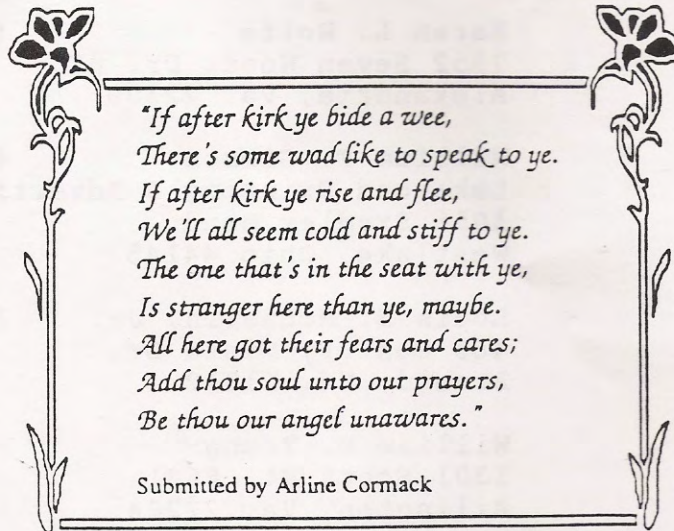 "If after kirk ye bide a wee,
There's some wad like to speak to ye.
If after kirk ye rise and flee,
We'll all seem cold and stiff to ye.
The one that's in the seat with ye,
Is stranger here than ye, maybe.
All here got their fears and cares;
Add thou soul unto our prayers,
Be thou our angel unawares."
Submitted by Arline Cormack